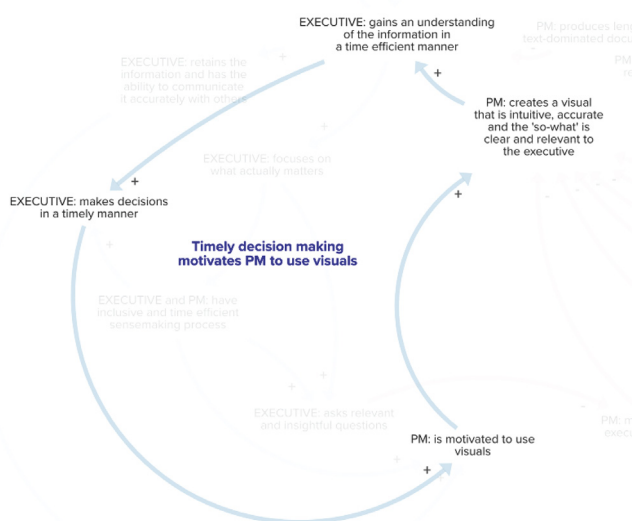 EXECUTIVE: gains an understanding
of the information in
a time efficient manner
PM: produces
text-dominated
PM
EXECUTIVE: retains the
information and has the
ability to communicate
it accurately with others
+
+
PM: creates a visual
that is intuitive, accurate
and the 'so-what' is
clear and relevant to
the executive
+
EXECUTIVE: focuses on
what actually matters
+
+
-
-
-
-
EXECUTIVE: makes decisions
in a timely manner
+
Timely decision making
motivates PM to use visuals
EXECUTIVE and PM: have
inclusive and time efficient
sensemaking process
+
+
-
EXECUTIVE: asks relevant
and insightful questions
PM:
PM: is motivated to use
visuals
+
+